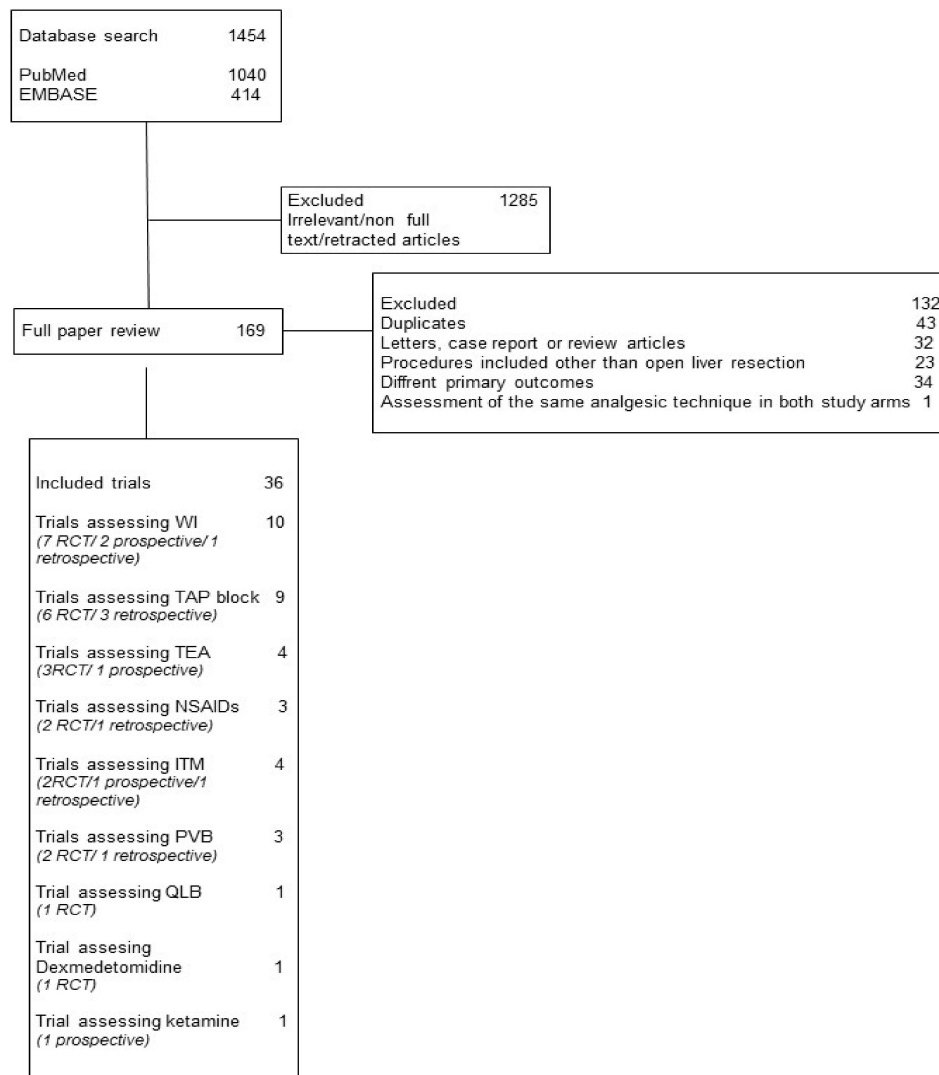 Database search 1454
PubMed 1040
EMBASE 414
Excluded 1285
Irrelevant/non full
text/retracted articles
Full paper review 169
Excluded 132
Duplicates 43
Letters, case report or review articles 32
Procedures included other than open liver resection 23
Diffrent primary outcomes 34
Assessment of the same analgesic technique in both study arms 1
Included trials 36
Trials assessing WI 10
(7 RCT/ 2 prospective/ 1
retrospective)
Trials assessing TAP block 9
(6 RCT/ 3 retrospective)
Trials assessing TEA 4
(3RCT/ 1 prospective)
Trials assessing NSAIDs 3
(2 RCT/1 retrospective)
Trials assessing ITM 4
(2RCT/1 prospective/1
retrospective)
Trials assessing PVB 3
(2 RCT/ 1 retrospective)
Trial assessing QLB 1
(1 RCT)
Trial assesing
Dexmedetomidine 1
(1 RCT)
Trial assessing ketamine 1
(1 prospective)